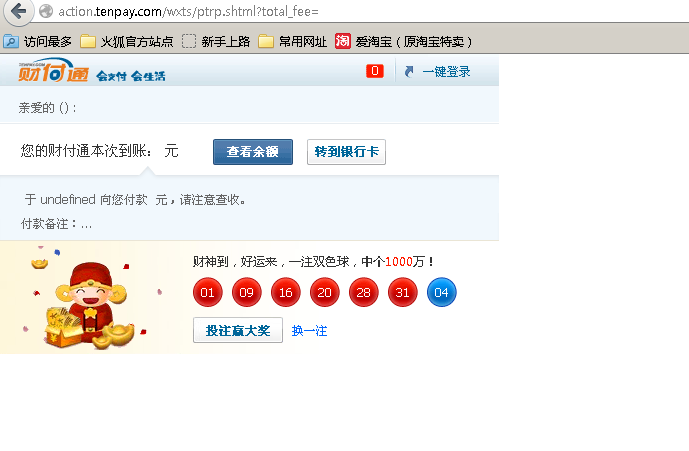 action.tenpay.com/wxts/ptrp.shtml?total_fee=
访问最多 火狐官方站点 新手上路 常用网址 淘 爱淘宝（原淘宝特卖）
TENPAY.COM
财付通 会支付 会生活 0 一键登录
亲爱的 ()：
您的财付通本次到账： 元 查看余额 转到银行卡
于 undefined 向您付款 元，请注意查收。
付款备注：...
财神到，好运来，一注双色球，中个1000万！
01 09 16 20 28 31 04
投注赢大奖 换一注